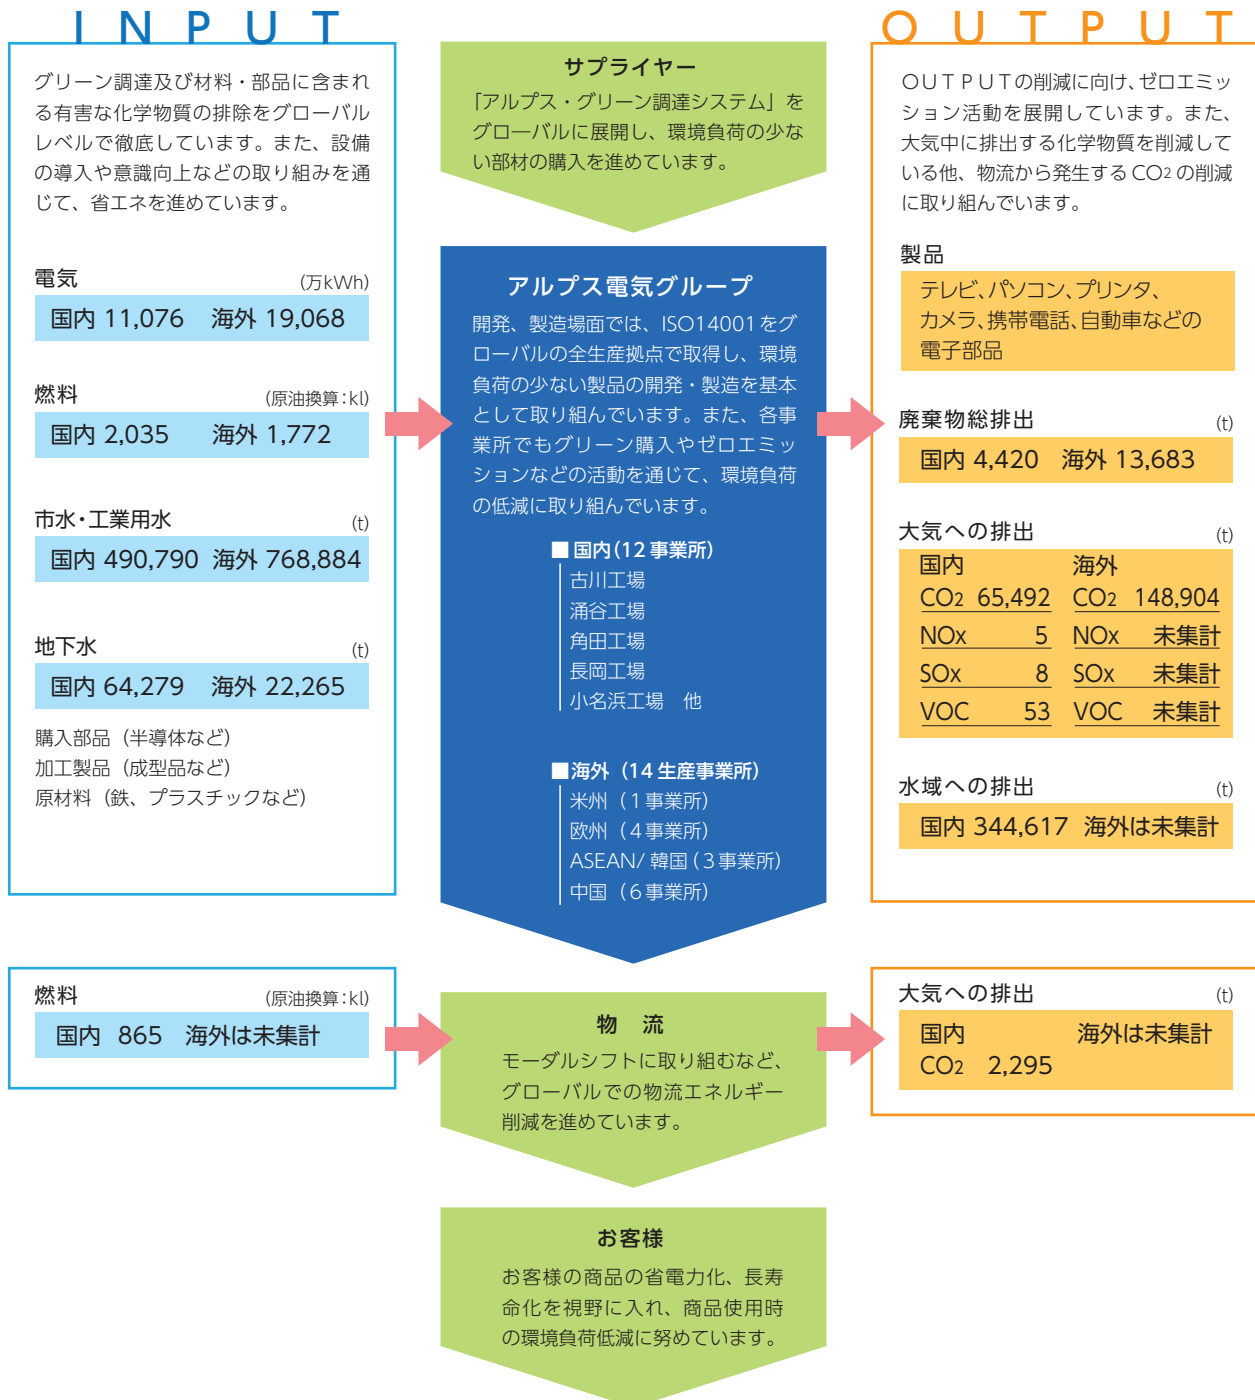 INPUT
グリーン調達及び材料・部品に含まれ
る有害な化学物質の排除をグローバル
レベルで徹底しています。また、設備
の導入や意識向上などの取り組みを通
じて、省エネを進めています。
電気 (万kWh)
国内 11,076 海外 19,068
燃料 (原油換算:kl)
国内 2,035 海外 1,772
市水・工業用水 (t)
国内 490,790 海外 768,884
地下水 (t)
国内 64,279 海外 22,265
購入部品（半導体など）
加工製品（成型品など）
原材料（鉄、プラスチックなど）
燃料 (原油換算:kl)
国内 865 海外は未集計
サプライヤー
「アルプス・グリーン調達システム」を
グローバルに展開し、環境負荷の少な
い部材の購入を進めています。
アルプス電気グループ
開発、製造場面では、ISO14001をグ
ローバルの全生産拠点で取得し、環境
負荷の少ない製品の開発・製造を基本
として取り組んでいます。また、各事
業所でもグリーン購入やゼロエミッ
ションなどの活動を通じて、環境負荷
の低減に取り組んでいます。
■国内(12事業所)
古川工場
涌谷工場
角田工場
長岡工場
小名浜工場　他
■海外（14生産事業所）
米州（1事業所）
欧州（4事業所）
ASEAN/韓国(3事業所)
中国（6事業所）
物　流
モーダルシフトに取り組むなど、
グローバルでの物流エネルギー
削減を進めています。
お客様
お客様の商品の省電力化、長寿
命化を視野に入れ、商品使用時
の環境負荷低減に努めています。
OUTPUT
ＯＵＴＰＵＴの削減に向け、ゼロエミッ
ション活動を展開しています。また、
大気中に排出する化学物質を削減して
いる他、物流から発生するCO2の削減
に取り組んでいます。
製品
テレビ、パソコン、プリンタ、
カメラ、携帯電話、自動車などの
電子部品
廃棄物総排出 (t)
国内 4,420 海外 13,683
大気への排出 (t)
国内 海外
CO2 65,492 CO2 148,904
NOx 5 NOx 未集計
SOx 8 SOx 未集計
VOC 53 VOC 未集計
水域への排出 (t)
国内 344,617 海外は未集計
大気への排出 (t)
国内 海外は未集計
CO2 2,295